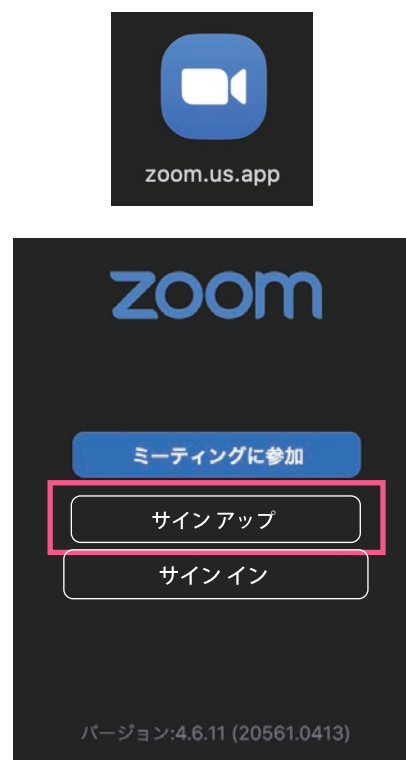 zoom.us.app
zoom
ミーティングに参加
サイン アップ
サイン イン
バージョン:4.6.11 (20561.0413)